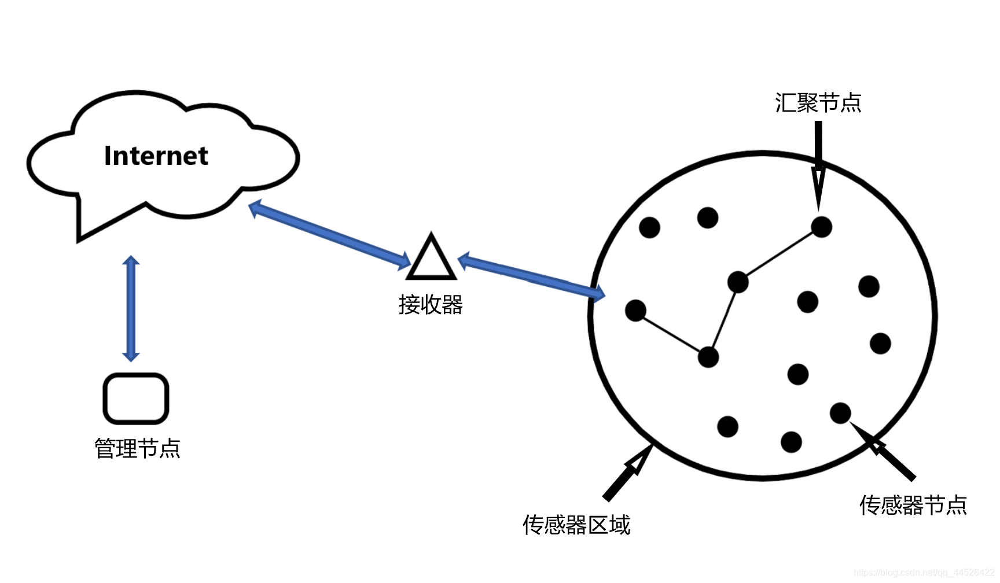 汇聚节点
Internet
接收器
管理节点
传感器节点
传感器区域
https://blog.csdn.net/qq_44526422